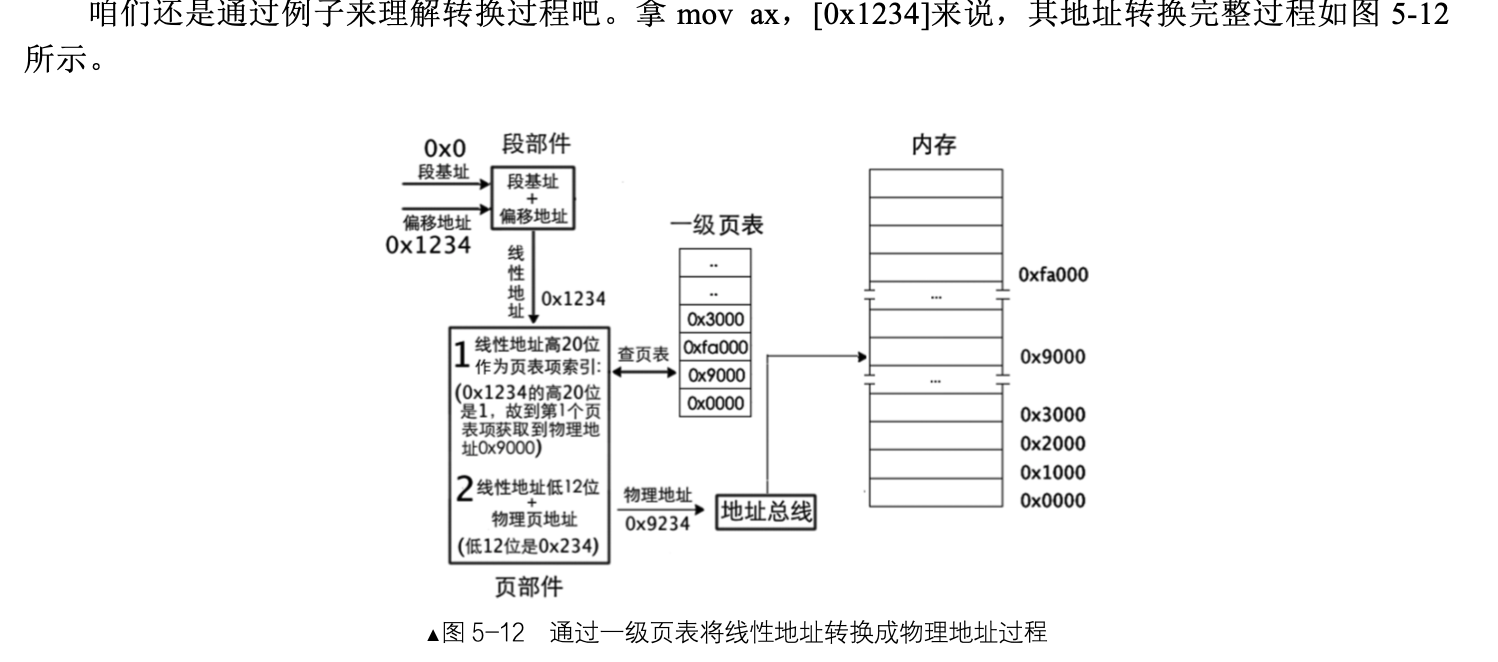 咱们还是通过例子来理解转换过程吧。拿 mov ax，[0x1234]来说，其地址转换完整过程如图 5-12
所示。
0x0
段基址
偏移地址
0x1234
段部件
段基址
+
偏移地址
线性地址
0x1234
1 线性地址高20位
作为页表项索引:
(0x1234的高20位
是1，故到第1个页
表项获取到物理地
址0x9000)
2 线性地址低12位
+
物理页地址
(低12位是0x234)
页部件
查页表
一级页表
..
..
0x3000
0xfa000
0x9000
0x0000
物理地址
0x9234
地址总线
内存
...
...
0xfa000
0x9000
0x3000
0x2000
0x1000
0x0000
▲图 5-12 通过一级页表将线性地址转换成物理地址过程